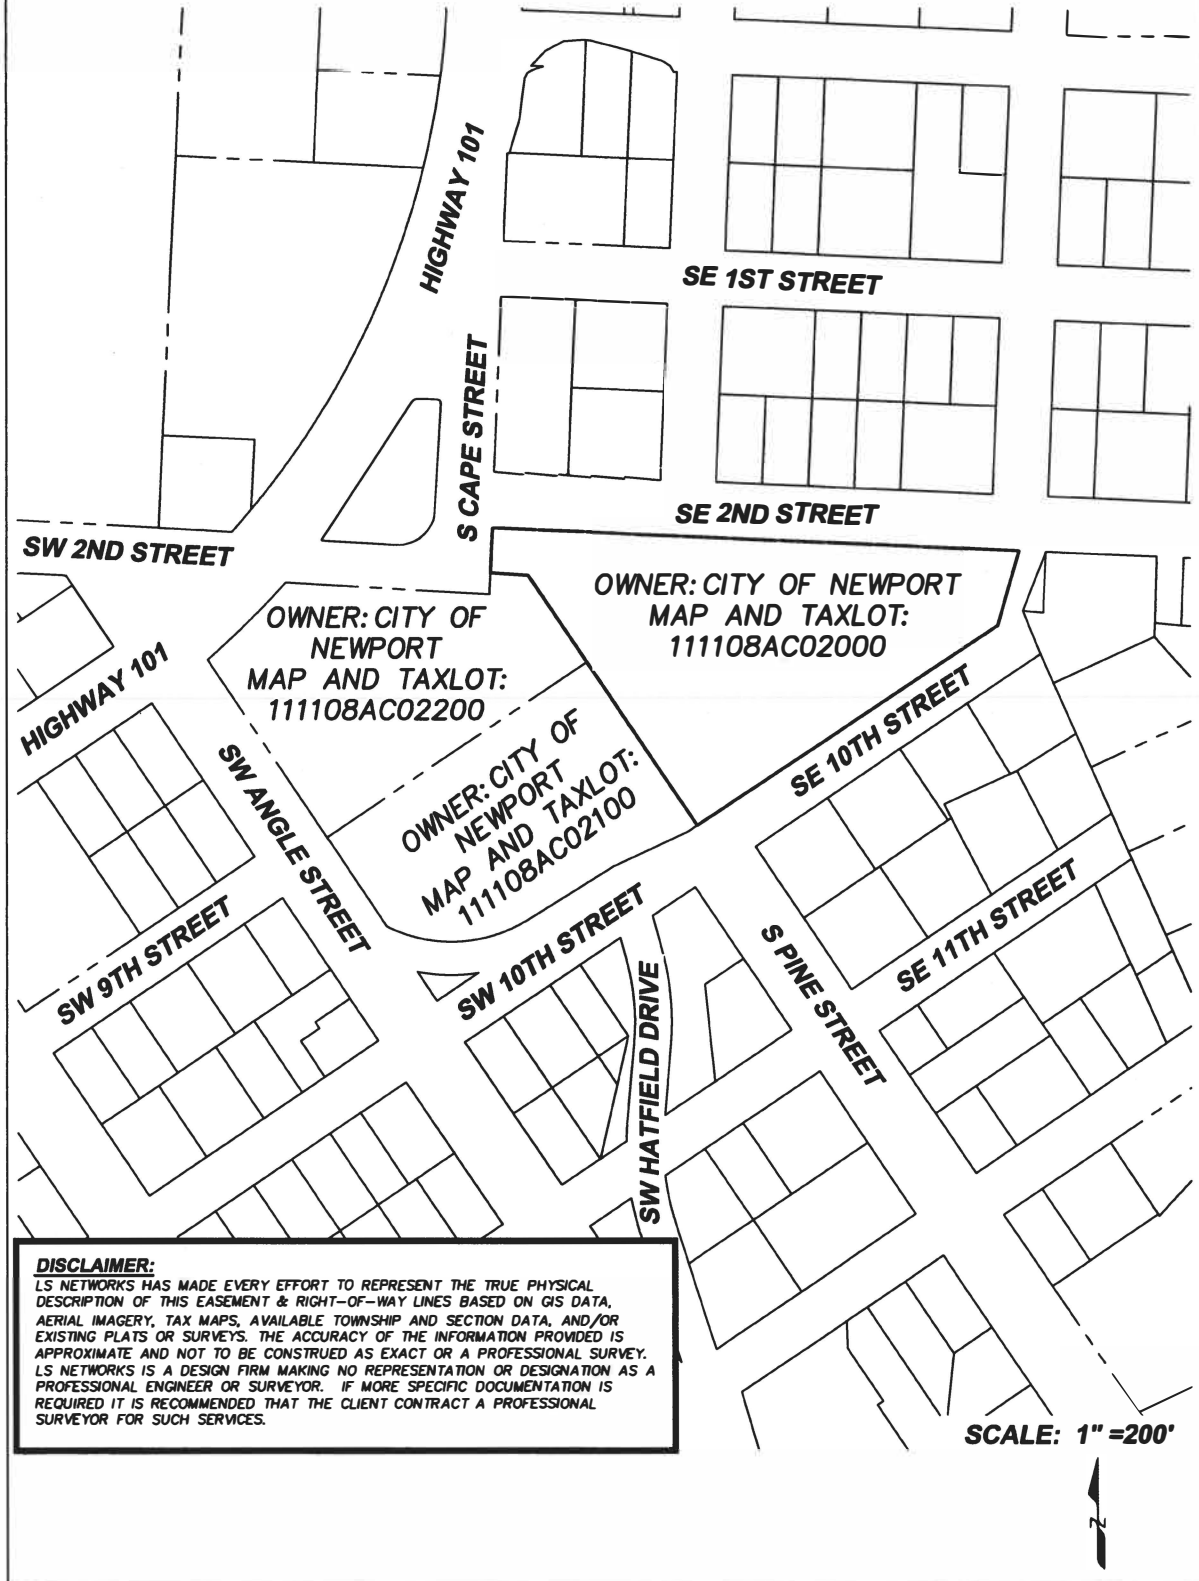 HIGHWAY 101
SE 1ST STREET
S CAPE STREET
SE 2ND STREET
SW 2ND STREET
OWNER: CITY OF NEWPORT
MAP AND TAXLOT:
111108AC02000
OWNER: CITY OF
NEWPORT
MAP AND TAXLOT:
111108AC02200
HIGHWAY 101
SW ANGLE STREET
OWNER: CITY OF
NEWPORT
MAP AND TAXLOT:
111108AC02100
SE 10TH STREET
SW 9TH STREET
SW 10TH STREET
SE 11TH STREET
S PINE STREET
SW HATFIELD DRIVE
DISCLAIMER:
LS NETWORKS HAS MADE EVERY EFFORT TO REPRESENT THE TRUE PHYSICAL
DESCRIPTION OF THIS EASEMENT & RIGHT-OF-WAY LINES BASED ON GIS DATA,
AERIAL IMAGERY, TAX MAPS, AVAILABLE TOWNSHIP AND SECTION DATA, AND/OR
EXISTING PLATS OR SURVEYS. THE ACCURACY OF THE INFORMATION PROVIDED IS
APPROXIMATE AND NOT TO BE CONSTRUED AS EXACT OR A PROFESSIONAL SURVEY.
LS NETWORKS IS A DESIGN FIRM MAKING NO REPRESENTATION OR DESIGNATION AS A
PROFESSIONAL ENGINEER OR SURVEYOR. IF MORE SPECIFIC DOCUMENTATION IS
REQUIRED IT IS RECOMMENDED THAT THE CLIENT CONTRACT A PROFESSIONAL
SURVEYOR FOR SUCH SERVICES.
SCALE: 1" =200'
N